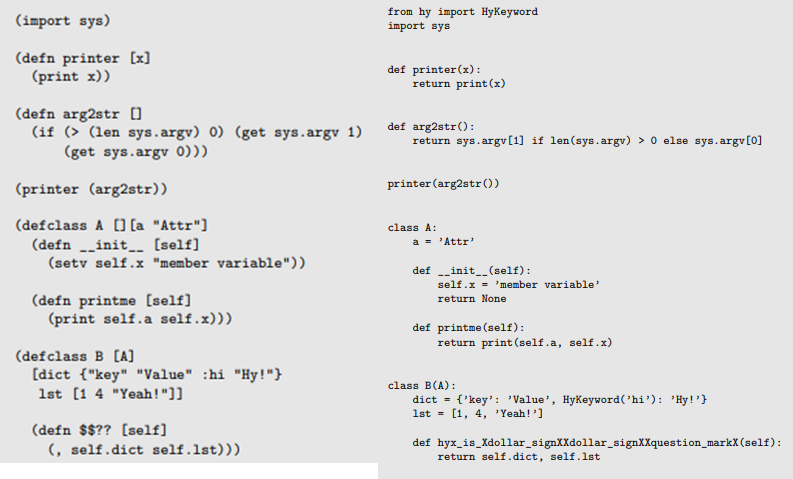 (import sys)
(defn printer [x]
(print x))
(defn arg2str []
(if (> (len sys.argv) 0) (get sys.argv 1)
(get sys.argv 0)))
(printer (arg2str))
(defclass A [][a "Attr"]
(defn __init__ [self]
(setv self.x "member variable"))
(defn printme [self]
(print self.a self.x)))
(defclass B [A]
[dict {"key" "Value" :hi "Hy!"}
lst [1 4 "Yeah!"]]
(defn $$?? [self]
(, self.dict self.lst)))
from hy import HyKeyword
import sys
def printer(x):
return print(x)
def arg2str():
return sys.argv[1] if len(sys.argv) > 0 else sys.argv[0]
printer(arg2str())
class A:
a = ’Attr’
def __init__(self):
self.x = ’member variable’
return None
def printme(self):
return print(self.a, self.x)
class B(A):
dict = {’key’: ’Value’, HyKeyword(’hi’): ’Hy!’}
lst = [1, 4, ’Yeah!’]
def hyx_is_Xdollar_signXXdollar_signXXquestion_markX(self):
return self.dict, self.lst